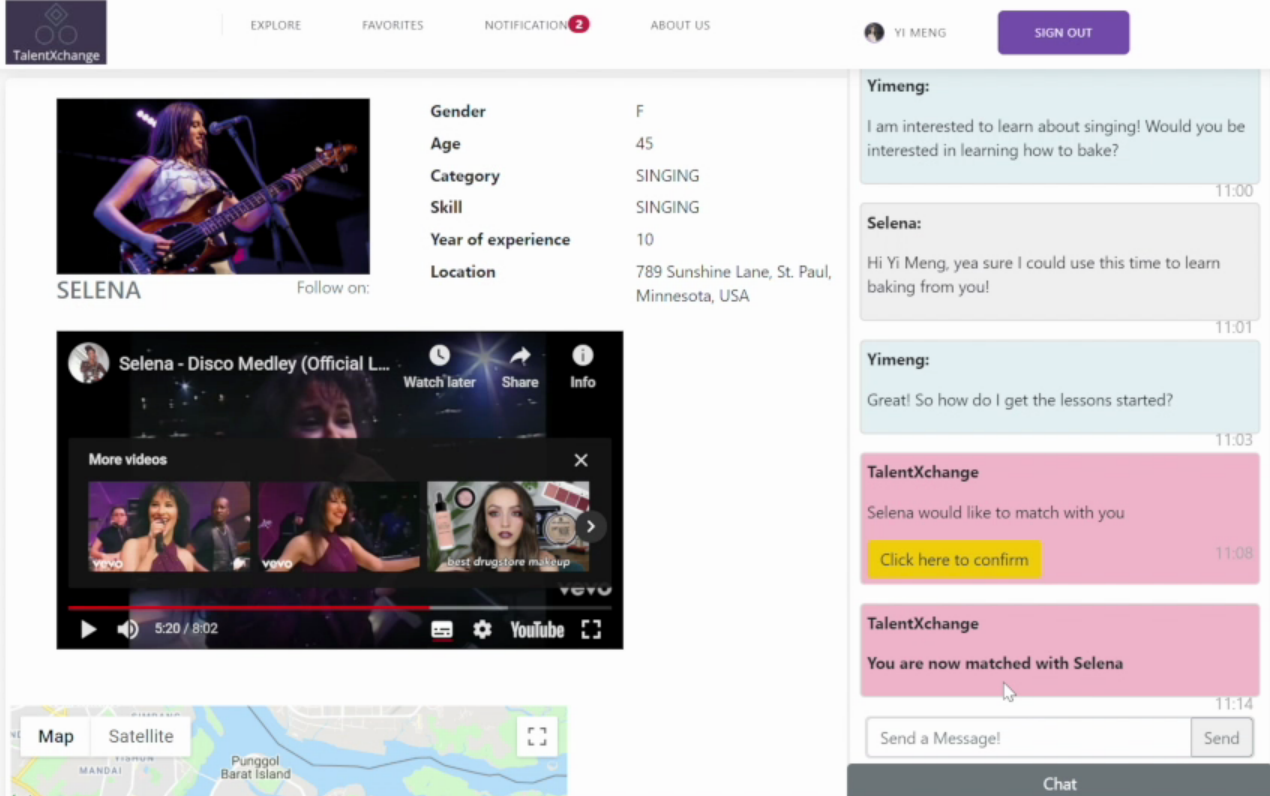 TalentXchange
EXPLORE
FAVORITES
NOTIFICATION 2
ABOUT US
YI MENG
SIGN OUT
SELENA
Follow on:
Gender F
Age 45
Category SINGING
Skill SINGING
Year of experience 10
Location 789 Sunshine Lane, St. Paul,
Minnesota, USA
Selena - Disco Medley (Official L...
Watch later
Share
Info
More videos
vevo
vevo
best drugstore makeup
vevo
5:20 / 8:02
YouTube
Map
Satellite
YISHUN
MANDAI
Punggol
Barat Island
Yimeng:
I am interested to learn about singing! Would you be
interested in learning how to bake?
11:00
Selena:
Hi Yi Meng, yea sure I could use this time to learn
baking from you!
11:01
Yimeng:
Great! So how do I get the lessons started?
11:03
TalentXchange
Selena would like to match with you
Click here to confirm
11:08
TalentXchange
You are now matched with Selena
11:14
Send a Message!
Send
Chat